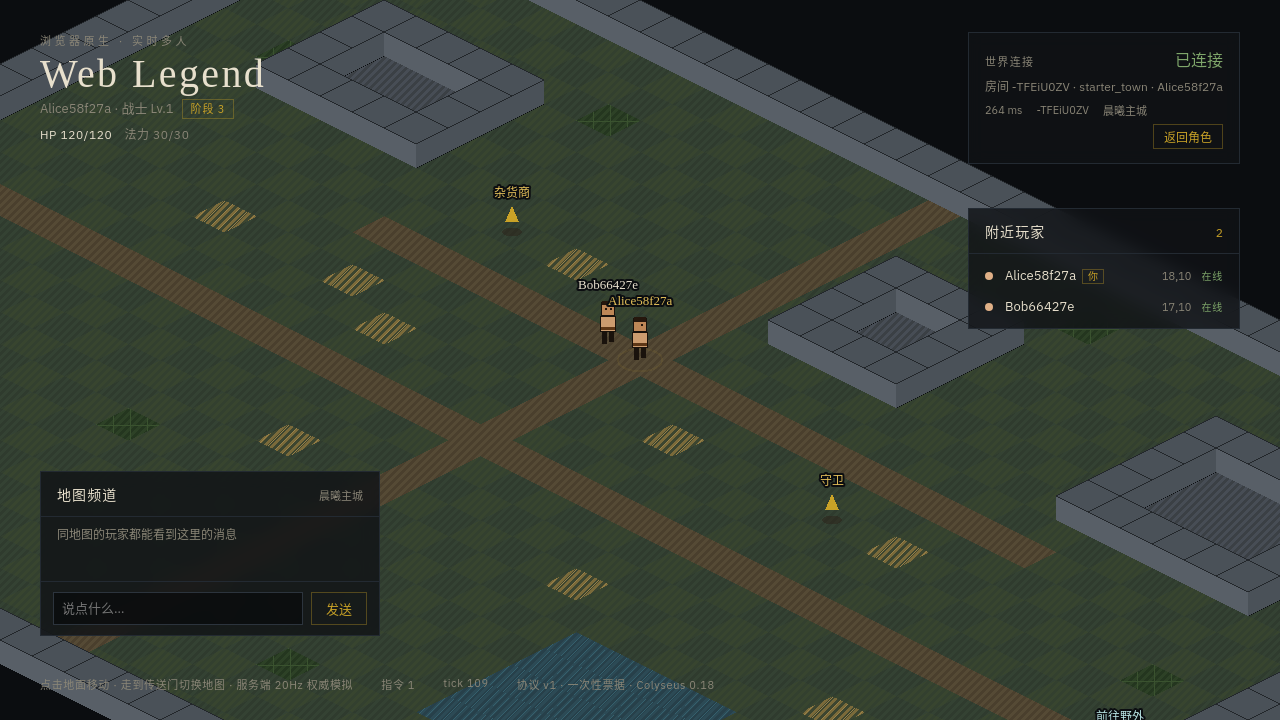 浏览器原生 · 实时多人
Web Legend
Alice58f27a · 战士 Lv.1 阶段 3
HP 120/120 法力 30/30
世界连接 已连接
房间 -TFEiU0ZV · starter_town · Alice58f27a
264 ms -TFEiU0ZV 晨曦主城
返回角色
附近玩家 2
Alice58f27a 你 18,10 在线
Bob66427e 17,10 在线
杂货商
Bob66427e
Alice58f27a
守卫
地图频道 晨曦主城
同地图的玩家都能看到这里的消息
说点什么... 发送
点击地面移动 · 走到传送门切换地图 · 服务端 20Hz 权威模拟 指令 1 tick 109 协议 v1 · 一次性票据 · Colyseus 0.18
前往野外